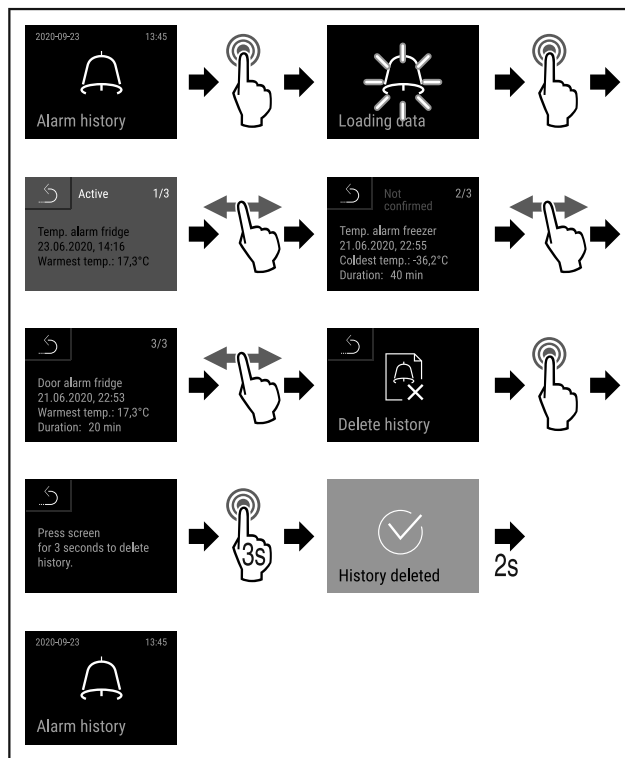 2020-09-23 13:45
Alarm history
Loading data
Active 1/3
Temp. alarm fridge
23.06.2020, 14:16
Warmest temp.: 17,3°C
Not 2/3
confirmed
Temp. alarm freezer
21.06.2020, 22:55
Coldest temp.: -36,2°C
Duration: 40 min
3/3
Door alarm fridge
21.06.2020, 22:53
Warmest temp.: 17,3°C
Duration: 20 min
Delete history
Press screen
for 3 seconds to delete
history.
3s
History deleted
2s
2020-09-23 13:45
Alarm history